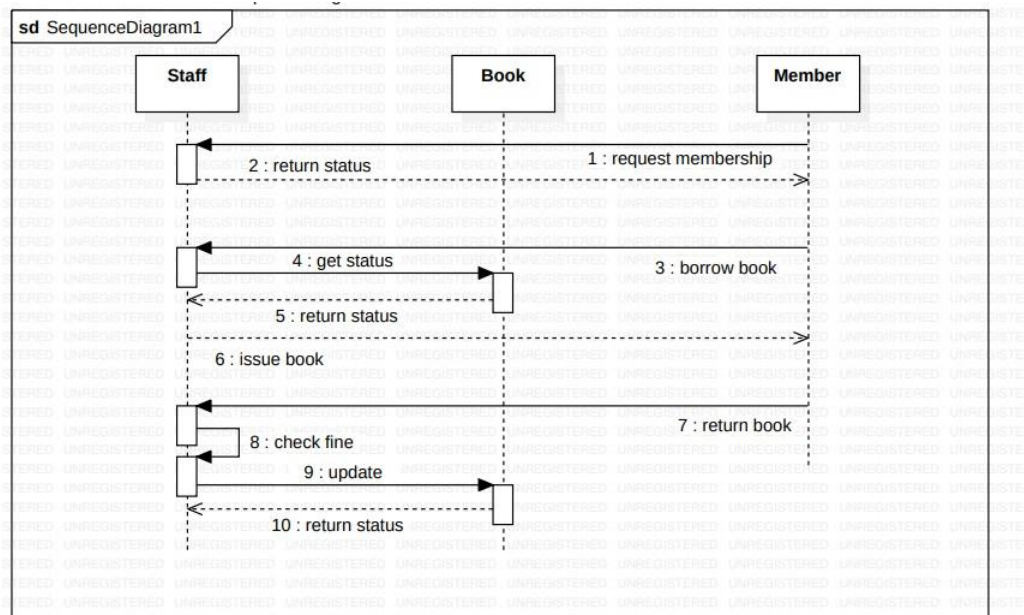 sd SequenceDiagram1
Staff
Book
Member
1 : request membership
2 : return status
3 : borrow book
4 : get status
5 : return status
6 : issue book
7 : return book
8 : check fine
9 : update
10 : return status
UNREGISTERED